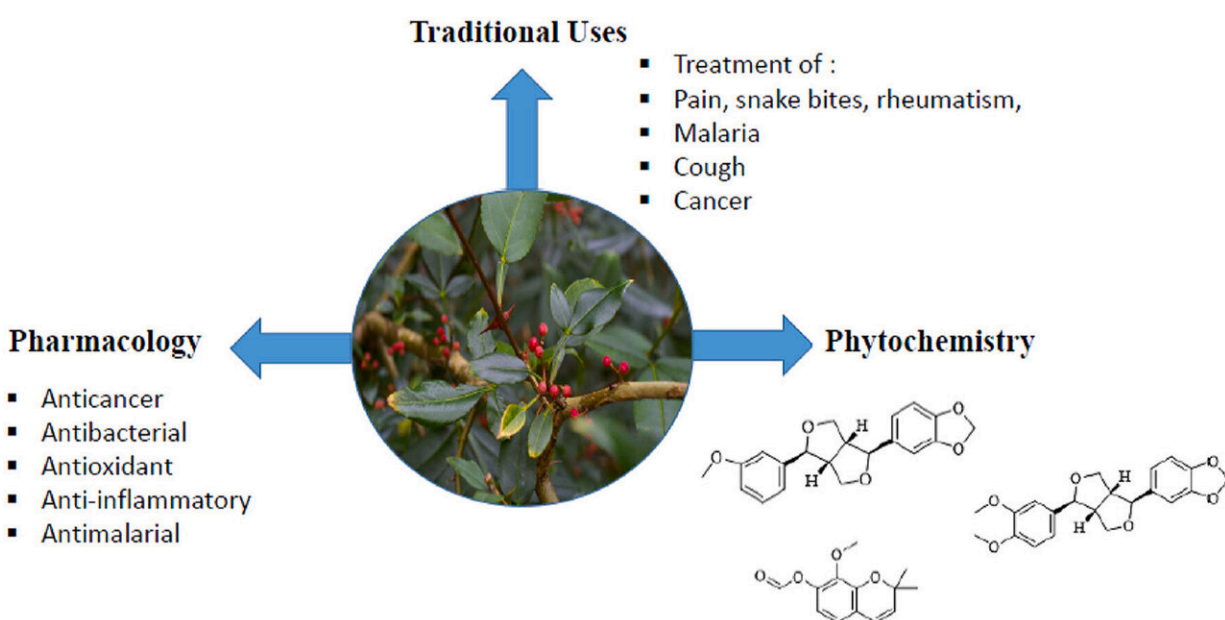 Traditional Uses
▪ Treatment of :
▪ Pain, snake bites, rheumatism,
▪ Malaria
▪ Cough
▪ Cancer
Pharmacology
▪ Anticancer
▪ Antibacterial
▪ Antioxidant
▪ Anti-inflammatory
▪ Antimalarial
Phytochemistry
O
H
O
O
O
H
O
O
H
O
O
O
O
H
O
O
O
O
O
O